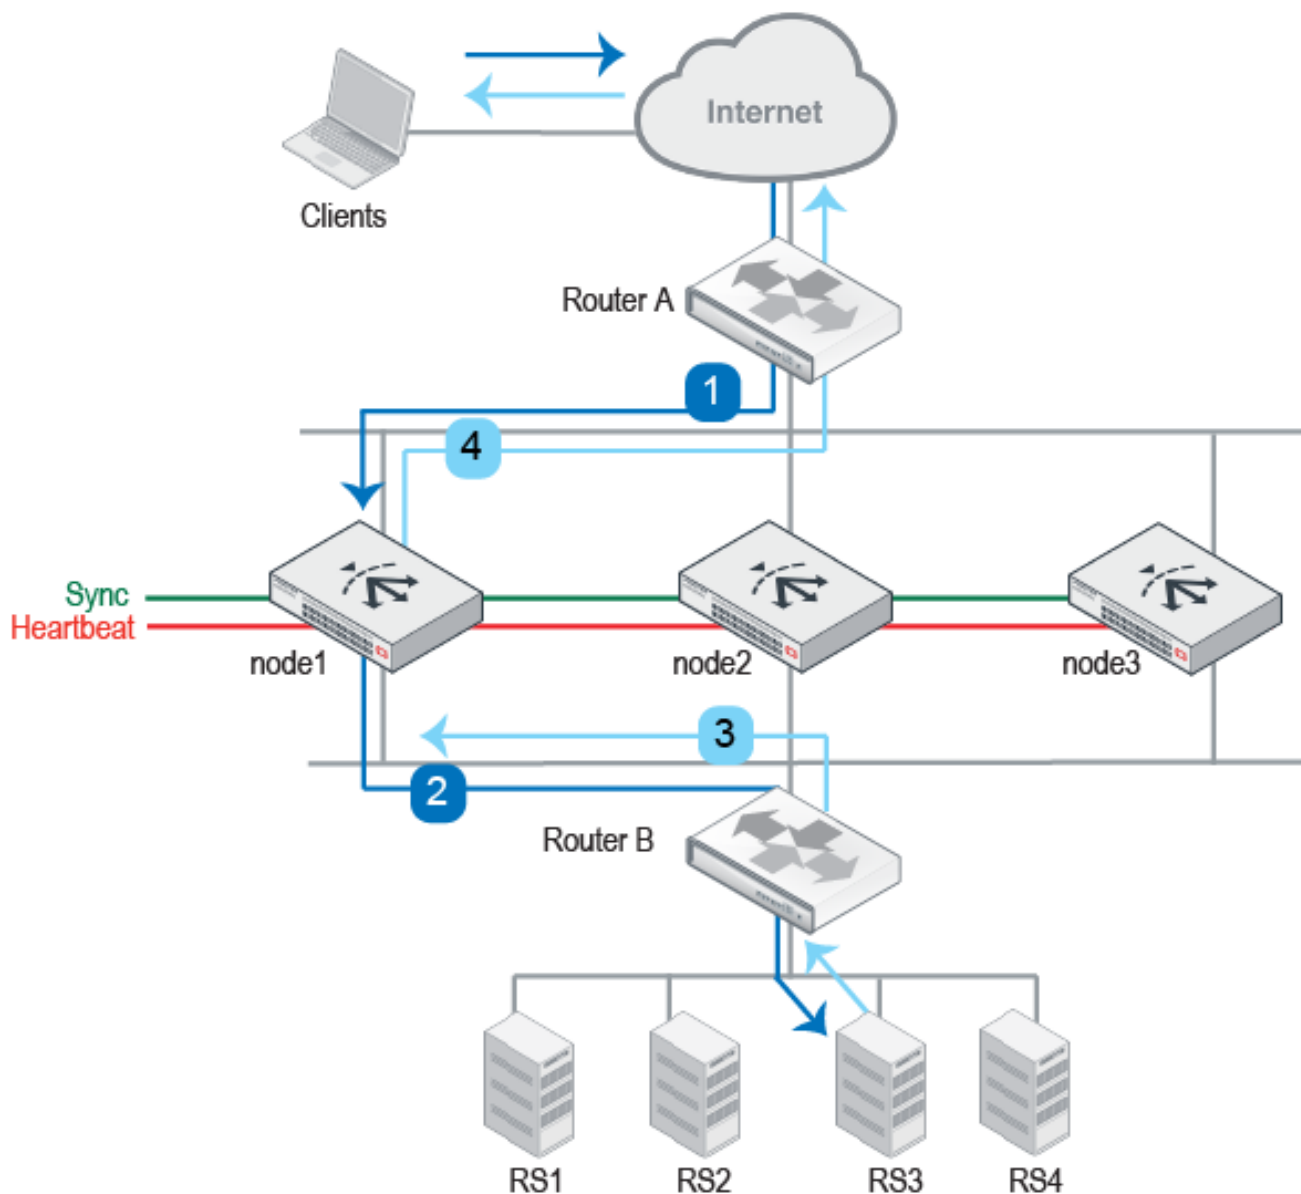 Internet
Clients
Router A
1
4
Sync
Heartbeat
node1
node2
node3
3
2
Router B
RS1
RS2
RS3
RS4